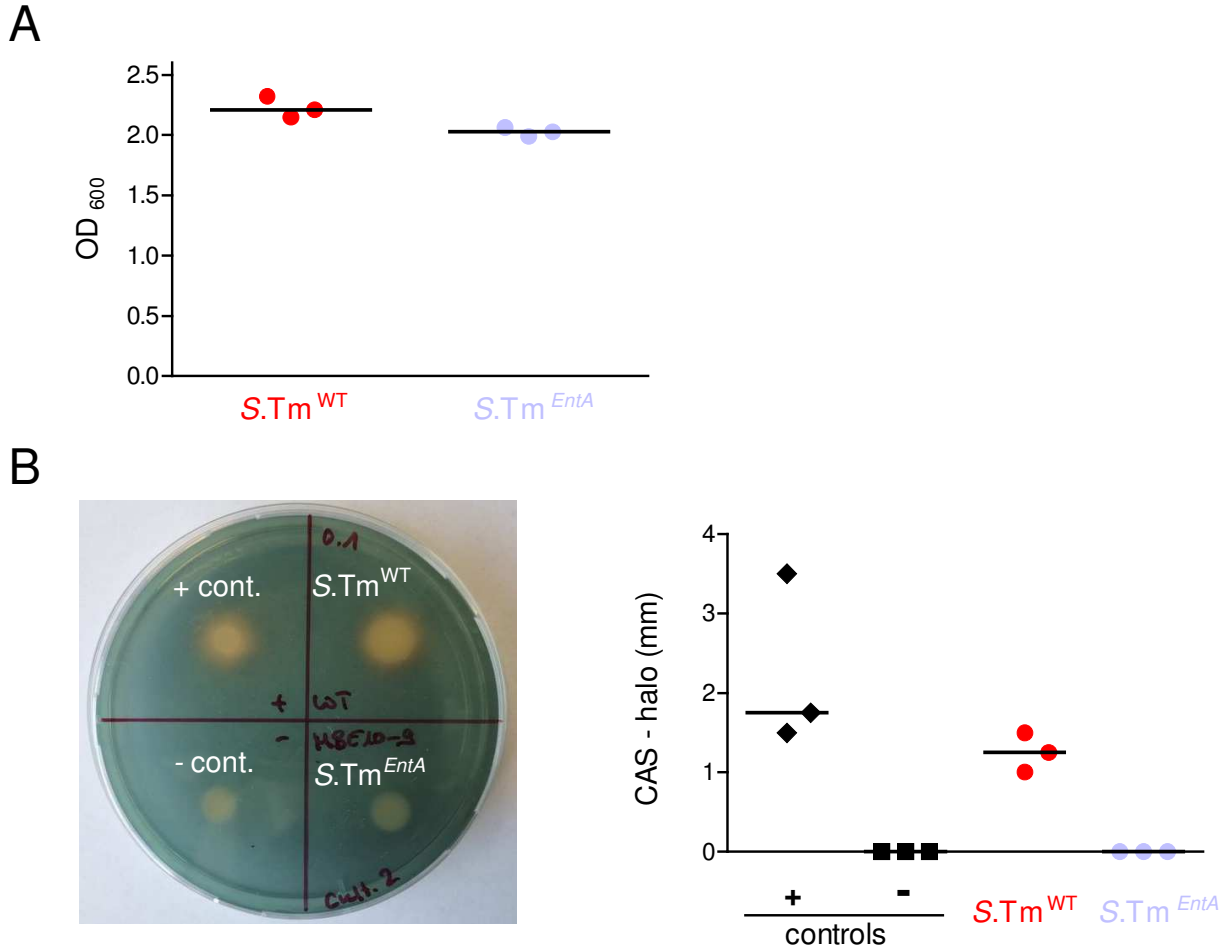 A
2.5
2.0
1.5
1.0
0.5
0.0
OD 600
S.Tm WT
S.Tm EntA
B
0.1
+ cont.
S.Tm WT
+ WT
-
- cont.
S.Tm EntA
cult. 2
4
3
2
1
0
CAS - halo (mm)
+ -
controls
S.Tm WT
S.Tm EntA